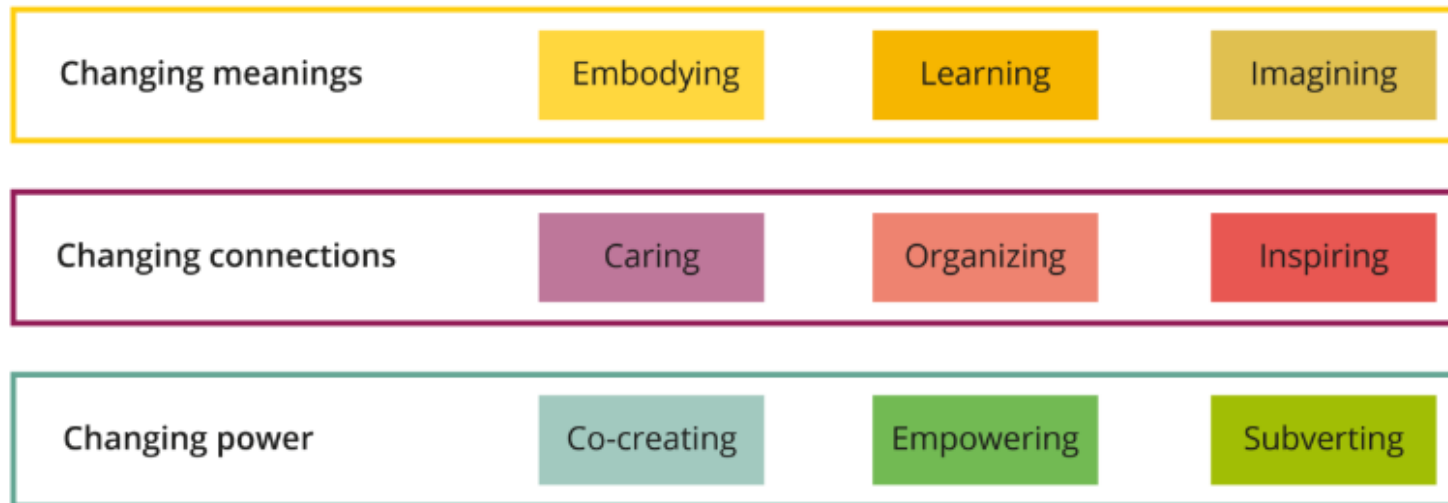 Changing meanings Embodying Learning Imagining
Changing connections Caring Organizing Inspiring
Changing power Co-creating Empowering Subverting